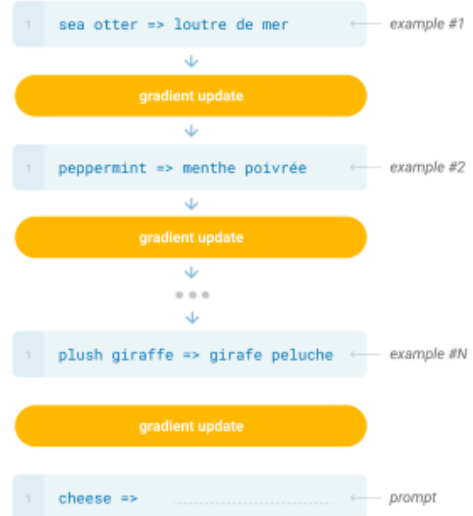 1 sea otter => loutre de mer example #1
gradient update
1 peppermint => menthe poivrée example #2
gradient update
1 plush giraffe => girafe peluche example #N
gradient update
1 cheese => prompt